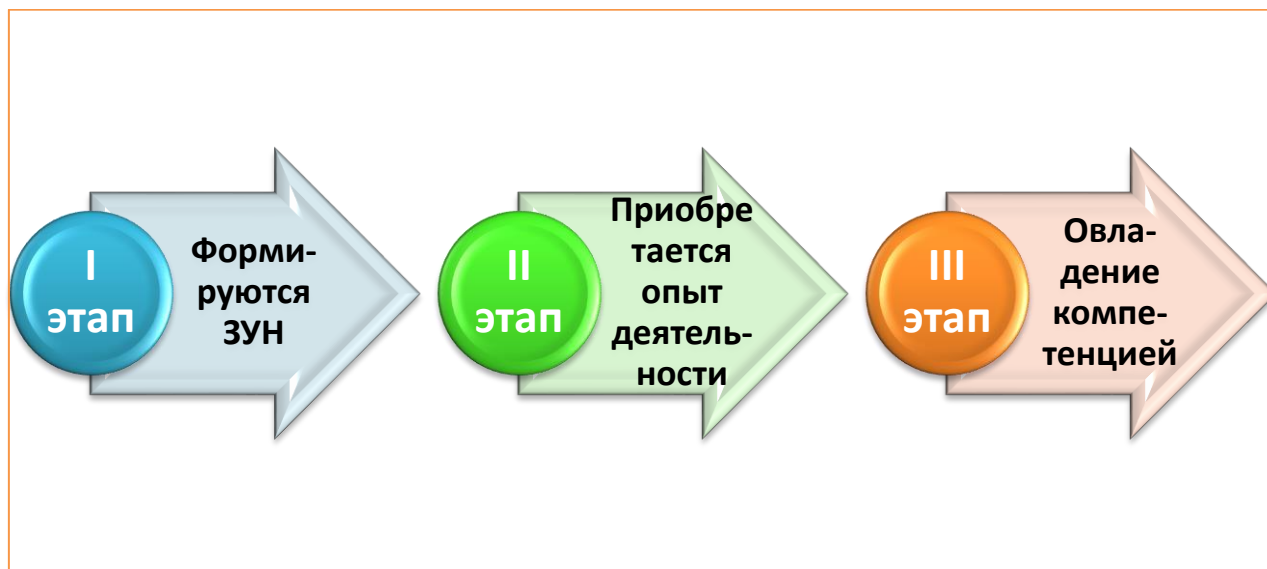 I
этап
Форми-
руются
ЗУН
II
этап
Приобре
тается
опыт
деятель-
ности
III
этап
Овла-
дение
компе-
тенцией